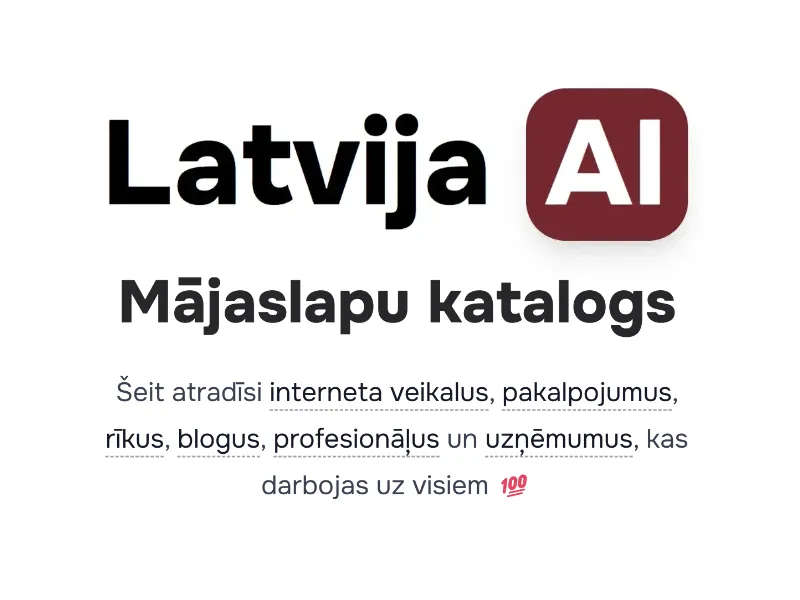 Latvija AI
Mājaslapu katalogs
Šeit atradīsi interneta veikalus, pakalpojumus,
rīkus, blogus, profesionāļus un uzņēmumus, kas
darbojas uz visiem 💯